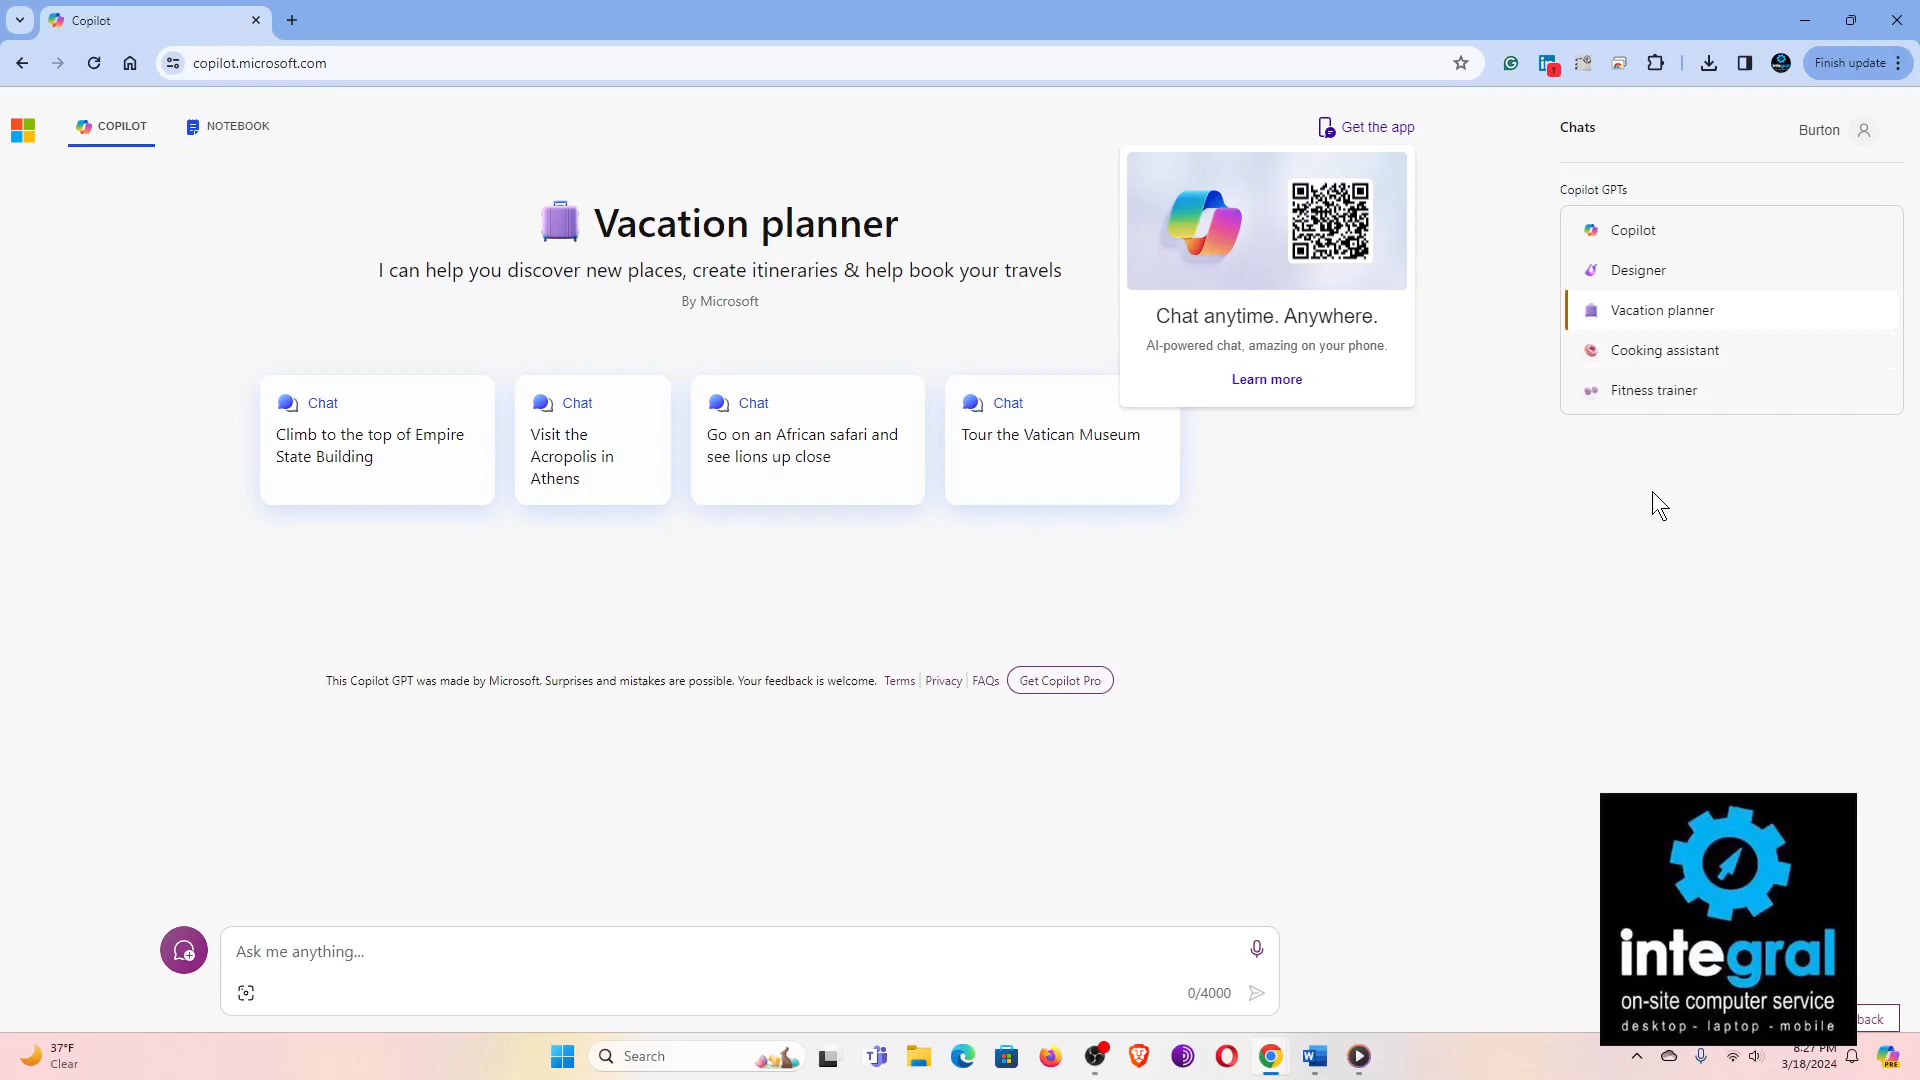 Copilot
copilot.microsoft.com
1
Finish update
COPILOT
NOTEBOOK
Get the app
Chats
Burton
Vacation planner
I can help you discover new places, create itineraries & help book your travels
By Microsoft
Chat anytime. Anywhere.
AI-powered chat, amazing on your phone.
Learn more
Copilot GPTs
Copilot
Designer
Vacation planner
Cooking assistant
Fitness trainer
Chat
Climb to the top of Empire
State Building
Chat
Visit the
Acropolis in
Athens
Chat
Go on an African safari and
see lions up close
Chat
Tour the Vatican Museum
This Copilot GPT was made by Microsoft. Surprises and mistakes are possible. Your feedback is welcome. Terms Privacy FAQs Get Copilot Pro
Ask me anything...
0/4000
integral
on-site computer service
desktop - laptop - mobile
back
37°F
Clear
Search
8:27 PM
3/18/2024
PRE